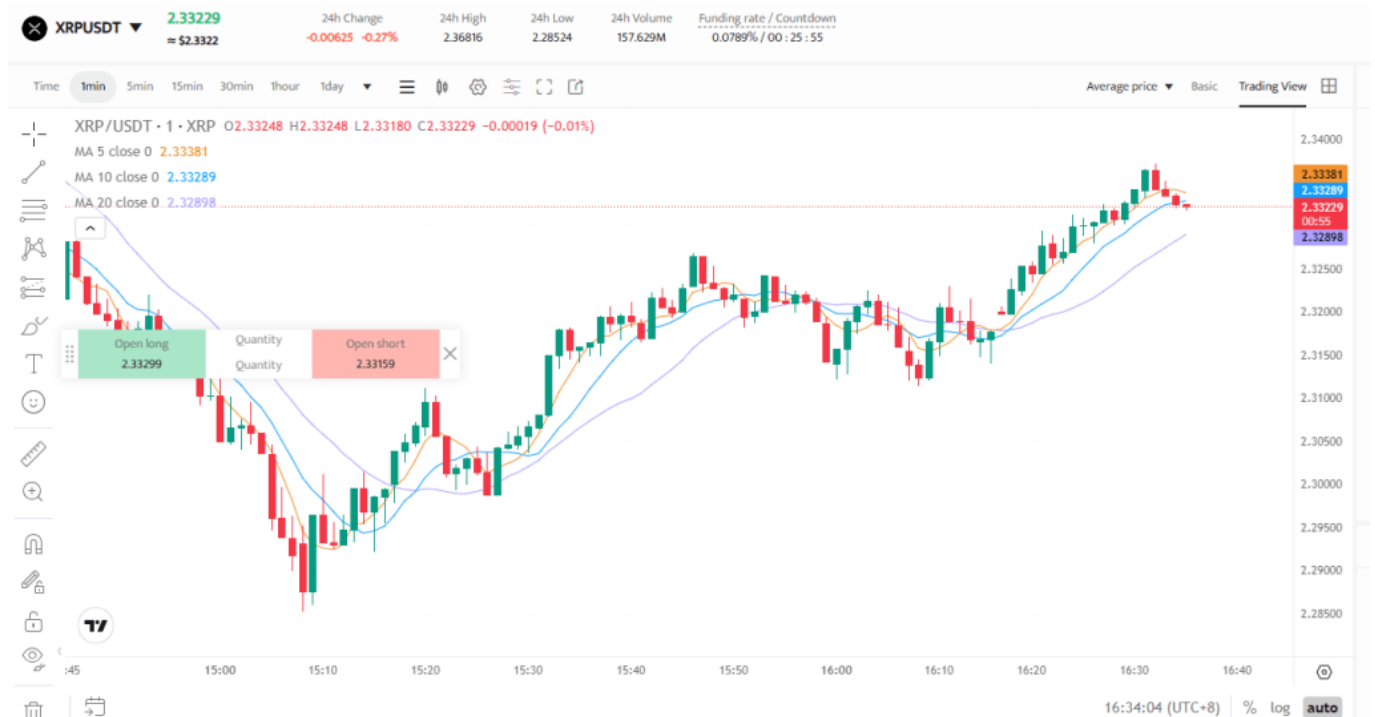 XRPUSDT ▼ 2.33229 24h Change 24h High 24h Low 24h Volume Funding rate / Countdown
≈ $2.3322 -0.00625 -0.27% 2.36816 2.28524 157.629M 0.0789% / 00 : 25 : 55
Time 1min 5min 15min 30min 1hour 1day ▼ Average price ▼ Basic Trading View
XRP/USDT · 1 · XRP O2.33248 H2.33248 L2.33180 C2.33229 −0.00019 (−0.01%)
MA 5 close 0 2.33381
MA 10 close 0 2.33289
MA 20 close 0 2.32898
Open long Quantity Open short
2.33299 Quantity 2.33159
2.34000
2.33381
2.33289
2.33229
00:55
2.32898
2.32500
2.32000
2.31500
2.31000
2.30500
2.30000
2.29500
2.29000
2.28500
:45 15:00 15:10 15:20 15:30 15:40 15:50 16:00 16:10 16:20 16:30 16:40
16:34:04 (UTC+8) % log auto